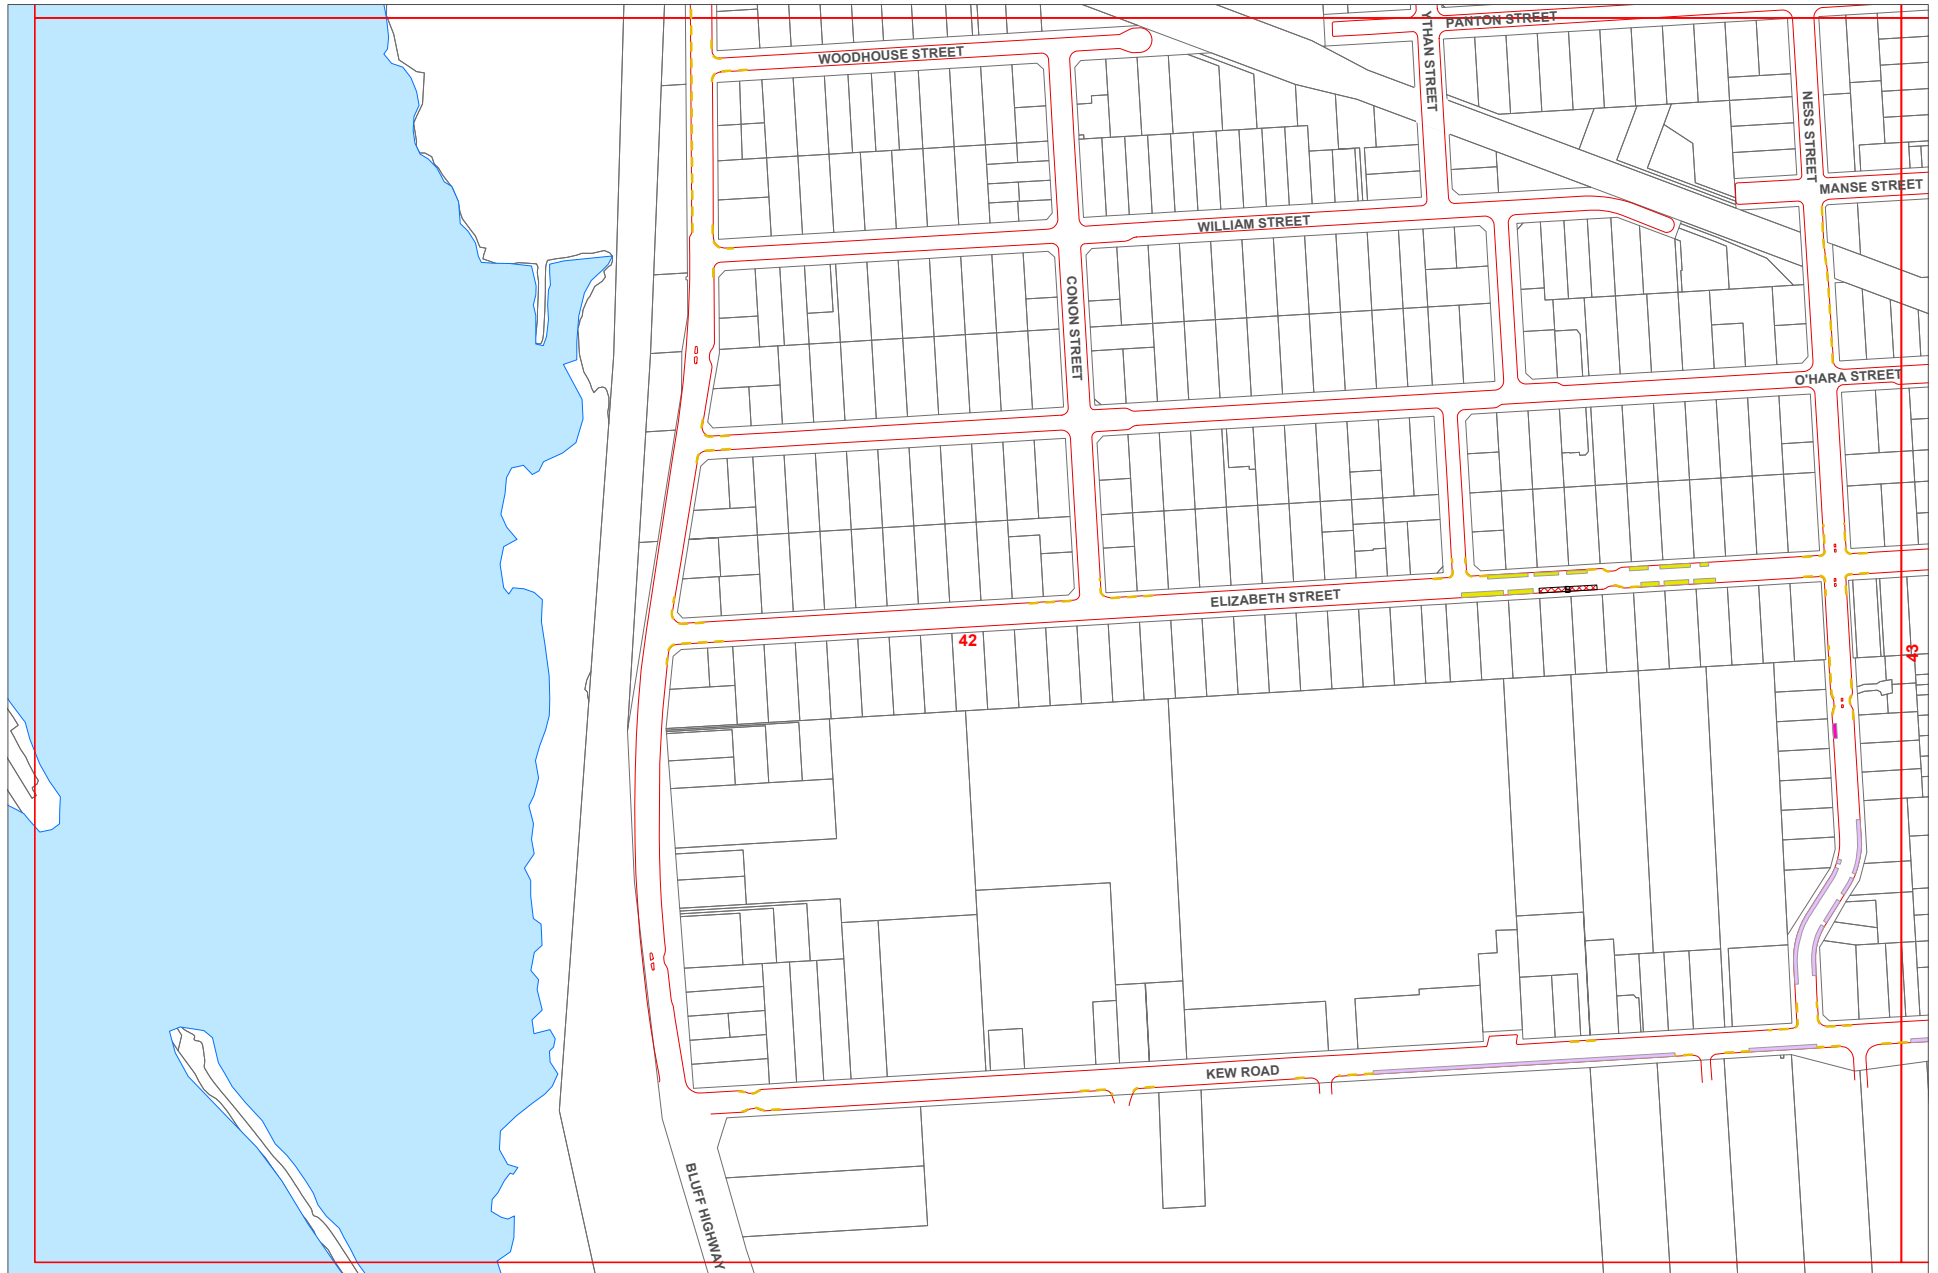 PANTON STREET
WOODHOUSE STREET
YTHAN STREET
NESS STREET
MANSE STREET
WILLIAM STREET
CONON STREET
O'HARA STREET
ELIZABETH STREET
42
43
KEW ROAD
BLUFF HIGHWAY